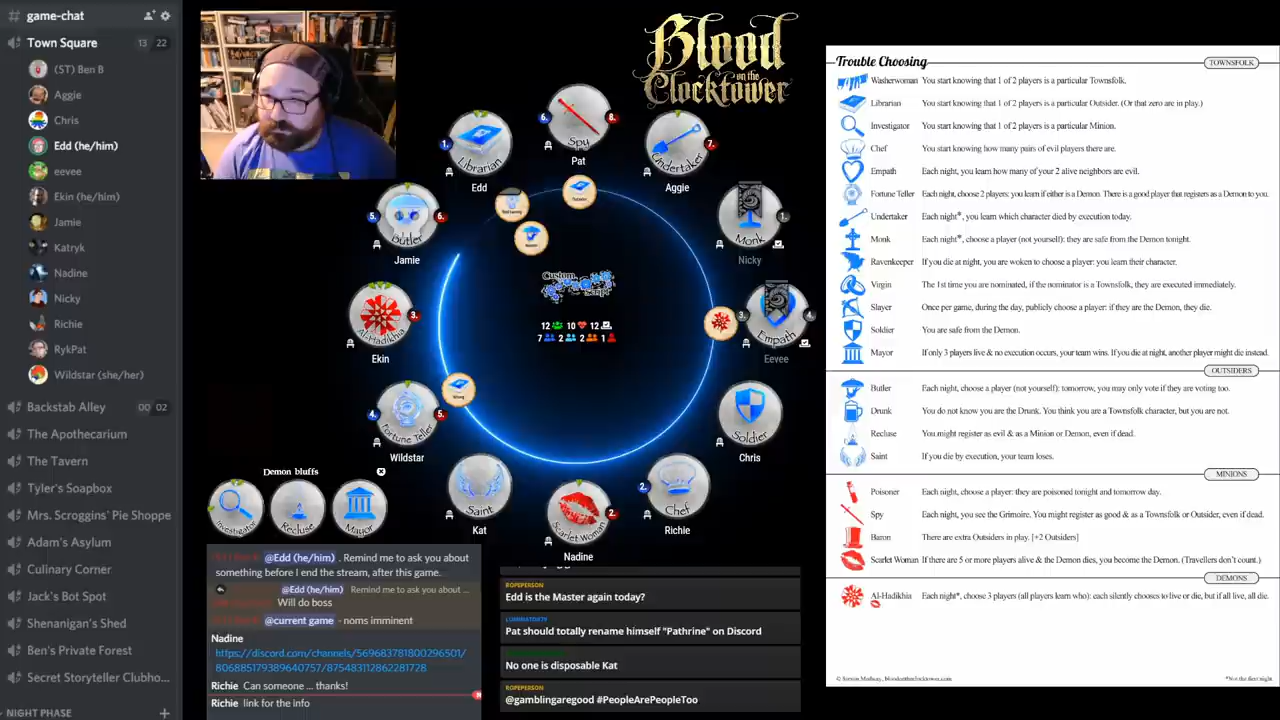 # game-chat
Town Square 13 22
(ST) Ben B
Aggie
Chris
Edd (he/him)
eevee
Ekin (he/him)
Jamie
Katryk
Nadine
Nicky
Richie
RykPat
Wildstar (she/her)
Backstab Alley 00 02
The Apothecarium
The Tavern
Tyler's Soapbox
Mrs. Scroggins' Pie Shoppe
Adam's Asylum
Culinary Corner
Jack's Bot Spot
Shenanigan's Shed
Ben's Private Forest
Secret Storyteller Clubho...
NIGHT PHASE
Blood
on the
Clocktower
Librarian
Edd
Spy
Pat
Undertaker
Aggie
Monk
Nicky
Empath
Eevee
Soldier
Chris
Chef
Richie
Scarlet Woman
Nadine
Saint
Kat
Fortune Teller
Wildstar
Al-Hadikhia
Ekin
Butler
Jamie
Custom
Script
12 10 12
7 2 2 1
Demon bluffs
Investigator
Recluse
Mayor
@Edd (he/him) . Remind me to ask you about
something before I end the stream, after this game.
@Edd (he/him) Remind me to ask you about ...
Will do boss
@current game - noms imminent
Nadine
https://discord.com/channels/569683781800296501/
806885179389640757/875483112862281728
Richie Can someone ... thanks!
Richie link for the info
ROPEPERSON
Edd is the Master again today?
Pat should totally rename himself "Pathrine" on Discord
No one is disposable Kat
ROPEPERSON
@gamblingaregood #PeopleArePeopleToo
Trouble Choosing
TOWNSFOLK
Washerwoman You start knowing that 1 of 2 players is a particular Townsfolk.
Librarian You start knowing that 1 of 2 players is a particular Outsider. (Or that zero are in play.)
Investigator You start knowing that 1 of 2 players is a particular Minion.
Chef You start knowing how many pairs of evil players there are.
Empath Each night, you learn how many of your 2 alive neighbors are evil.
Fortune Teller Each night, choose 2 players: you learn if either is a Demon. There is a good player that registers as a Demon to you.
Undertaker Each night*, you learn which character died by execution today.
Monk Each night*, choose a player (not yourself): they are safe from the Demon tonight.
Ravenkeeper If you die at night, you are woken to choose a player: you learn their character.
Virgin The 1st time you are nominated, if the nominator is a Townsfolk, they are executed immediately.
Slayer Once per game, during the day, publicly choose a player: if they are the Demon, they die.
Soldier You are safe from the Demon.
Mayor If only 3 players live & no execution occurs, your team wins. If you die at night, another player might die instead.
OUTSIDERS
Butler Each night, choose a player (not yourself): tomorrow, you may only vote if they are voting too.
Drunk You do not know you are the Drunk. You think you are a Townsfolk character, but you are not.
Recluse You might register as evil & as a Minion or Demon, even if dead.
Saint If you die by execution, your team loses.
MINIONS
Poisoner Each night, choose a player: they are poisoned tonight and tomorrow day.
Spy Each night, you see the Grimoire. You might register as good & as a Townsfolk or Outsider, even if dead.
Baron There are extra Outsiders in play. [+2 Outsiders]
Scarlet Woman If there are 5 or more players alive & the Demon dies, you become the Demon. (Travellers don't count.)
DEMONS
Al-Hadikhia Each night*, choose 3 players (all players learn who): each silently chooses to live or die, but if all live, all die.
© Steven Medway, bloodontheclocktower.com
*Not the first night